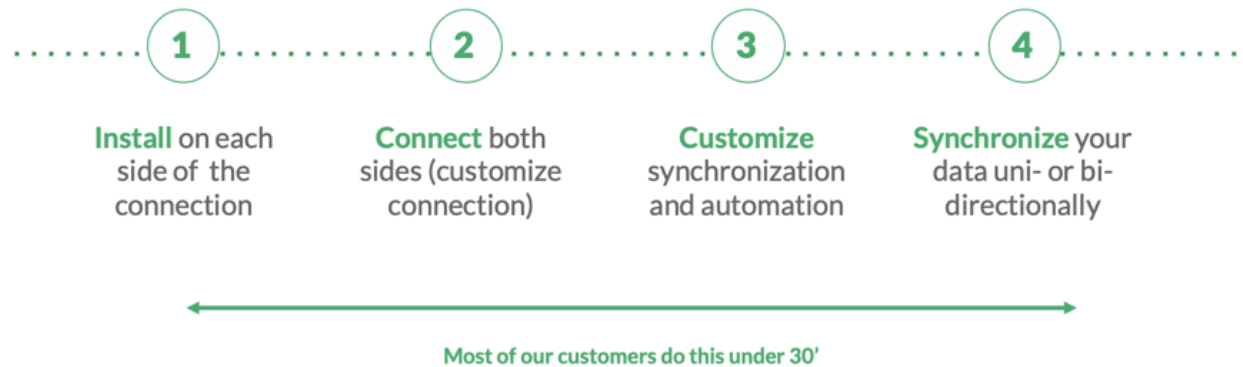 1
2
3
4
Install on each
side of the
connection
Connect both
sides (customize
connection)
Customize
synchronization
and automation
Synchronize your
data uni- or bi-
directionally
Most of our customers do this under 30’